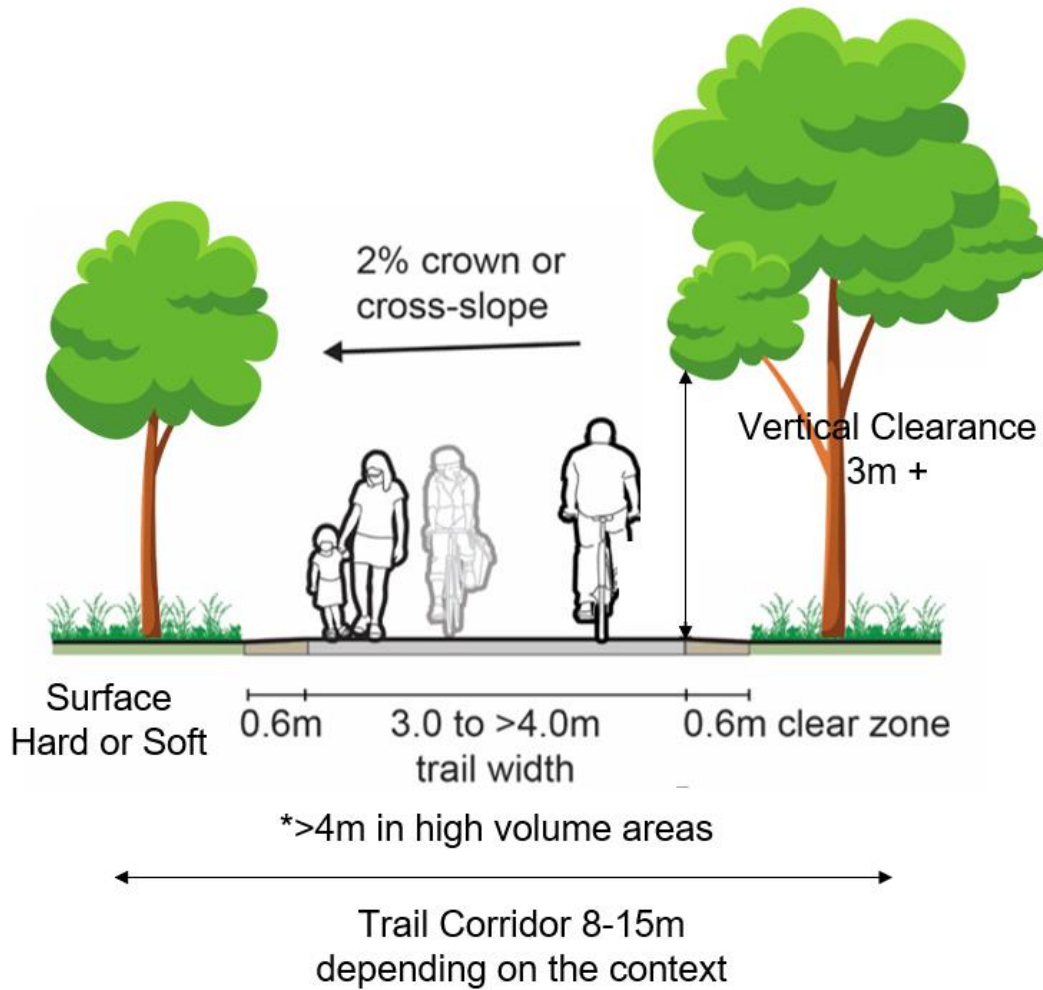 2% crown or
cross-slope
Vertical Clearance
3m +
Surface
Hard or Soft
0.6m
3.0 to >4.0m
trail width
0.6m clear zone
*>4m in high volume areas
Trail Corridor 8-15m
depending on the context